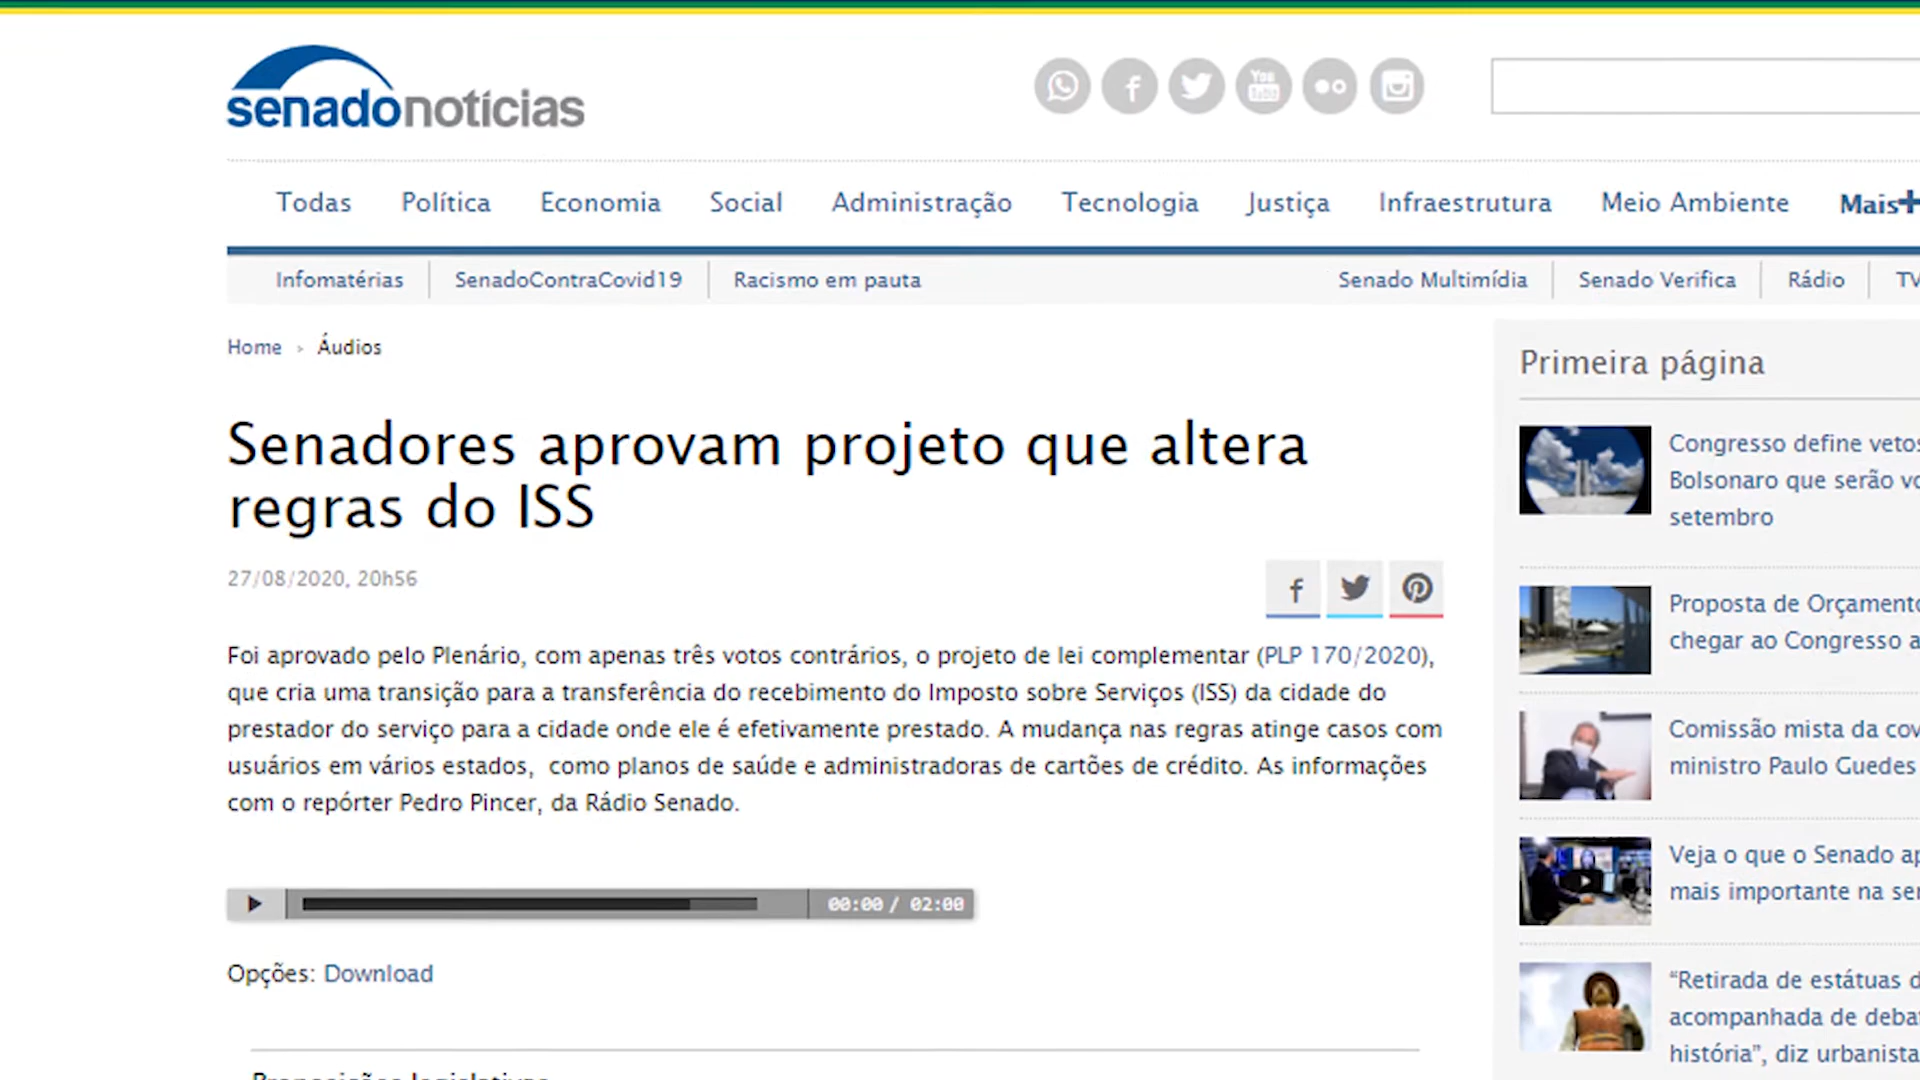 senadonotícias
Todas Política Economia Social Administração Tecnologia Justiça Infraestrutura Meio Ambiente Mais+
Infomatérias SenadoContraCovid19 Racismo em pauta Senado Multimídia Senado Verifica Rádio TV
Home > Áudios
Senadores aprovam projeto que altera
regras do ISS
27/08/2020, 20h56
Foi aprovado pelo Plenário, com apenas três votos contrários, o projeto de lei complementar (PLP 170/2020),
que cria uma transição para a transferência do recebimento do Imposto sobre Serviços (ISS) da cidade do
prestador do serviço para a cidade onde ele é efetivamente prestado. A mudança nas regras atinge casos com
usuários em vários estados, como planos de saúde e administradoras de cartões de crédito. As informações
com o repórter Pedro Pincer, da Rádio Senado.
00:00 / 02:00
Opções: Download
Primeira página
Congresso define vetos
Bolsonaro que serão
setembro
Proposta de Orçamento
chegar ao Congresso a
Comissão mista da
ministro Paulo Guedes
Veja o que o Senado
mais importante na
“Retirada de estátuas
acompanhada de
história”, diz urbanista